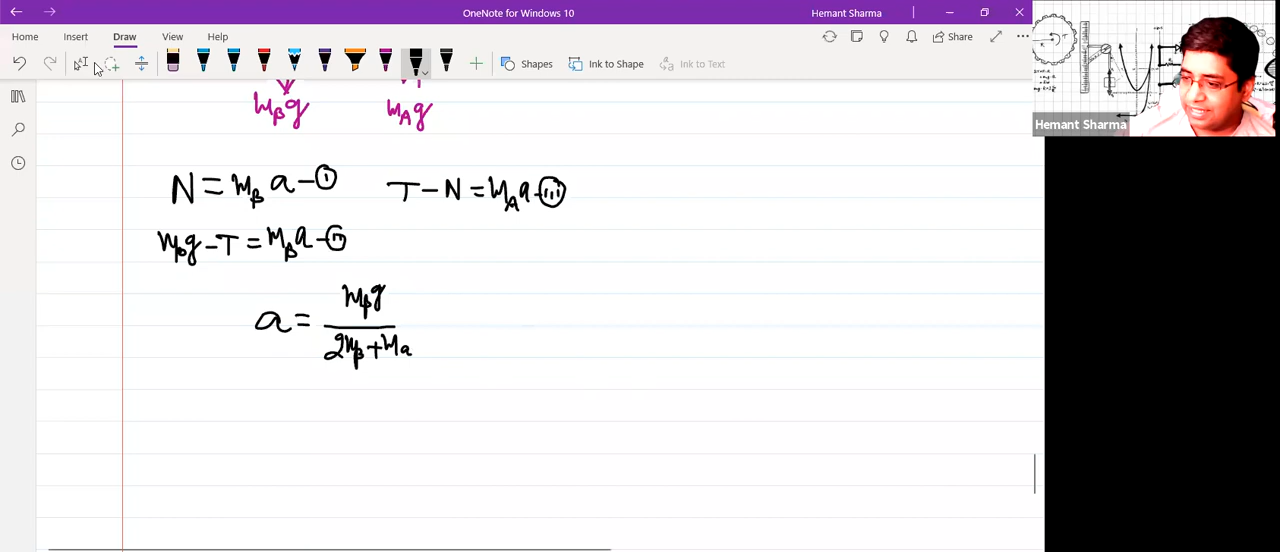 OneNote for Windows 10
Hemant Sharma
Home Insert Draw View Help
Share
Shapes Ink to Shape Ink to Text
Hemant Sharma
m_B g m_A g
N = m_B a – (i) T – N = m_A a – (iii)
m_B g – T = m_B a – (ii)
a = m_B g / (2m_B + m_a)